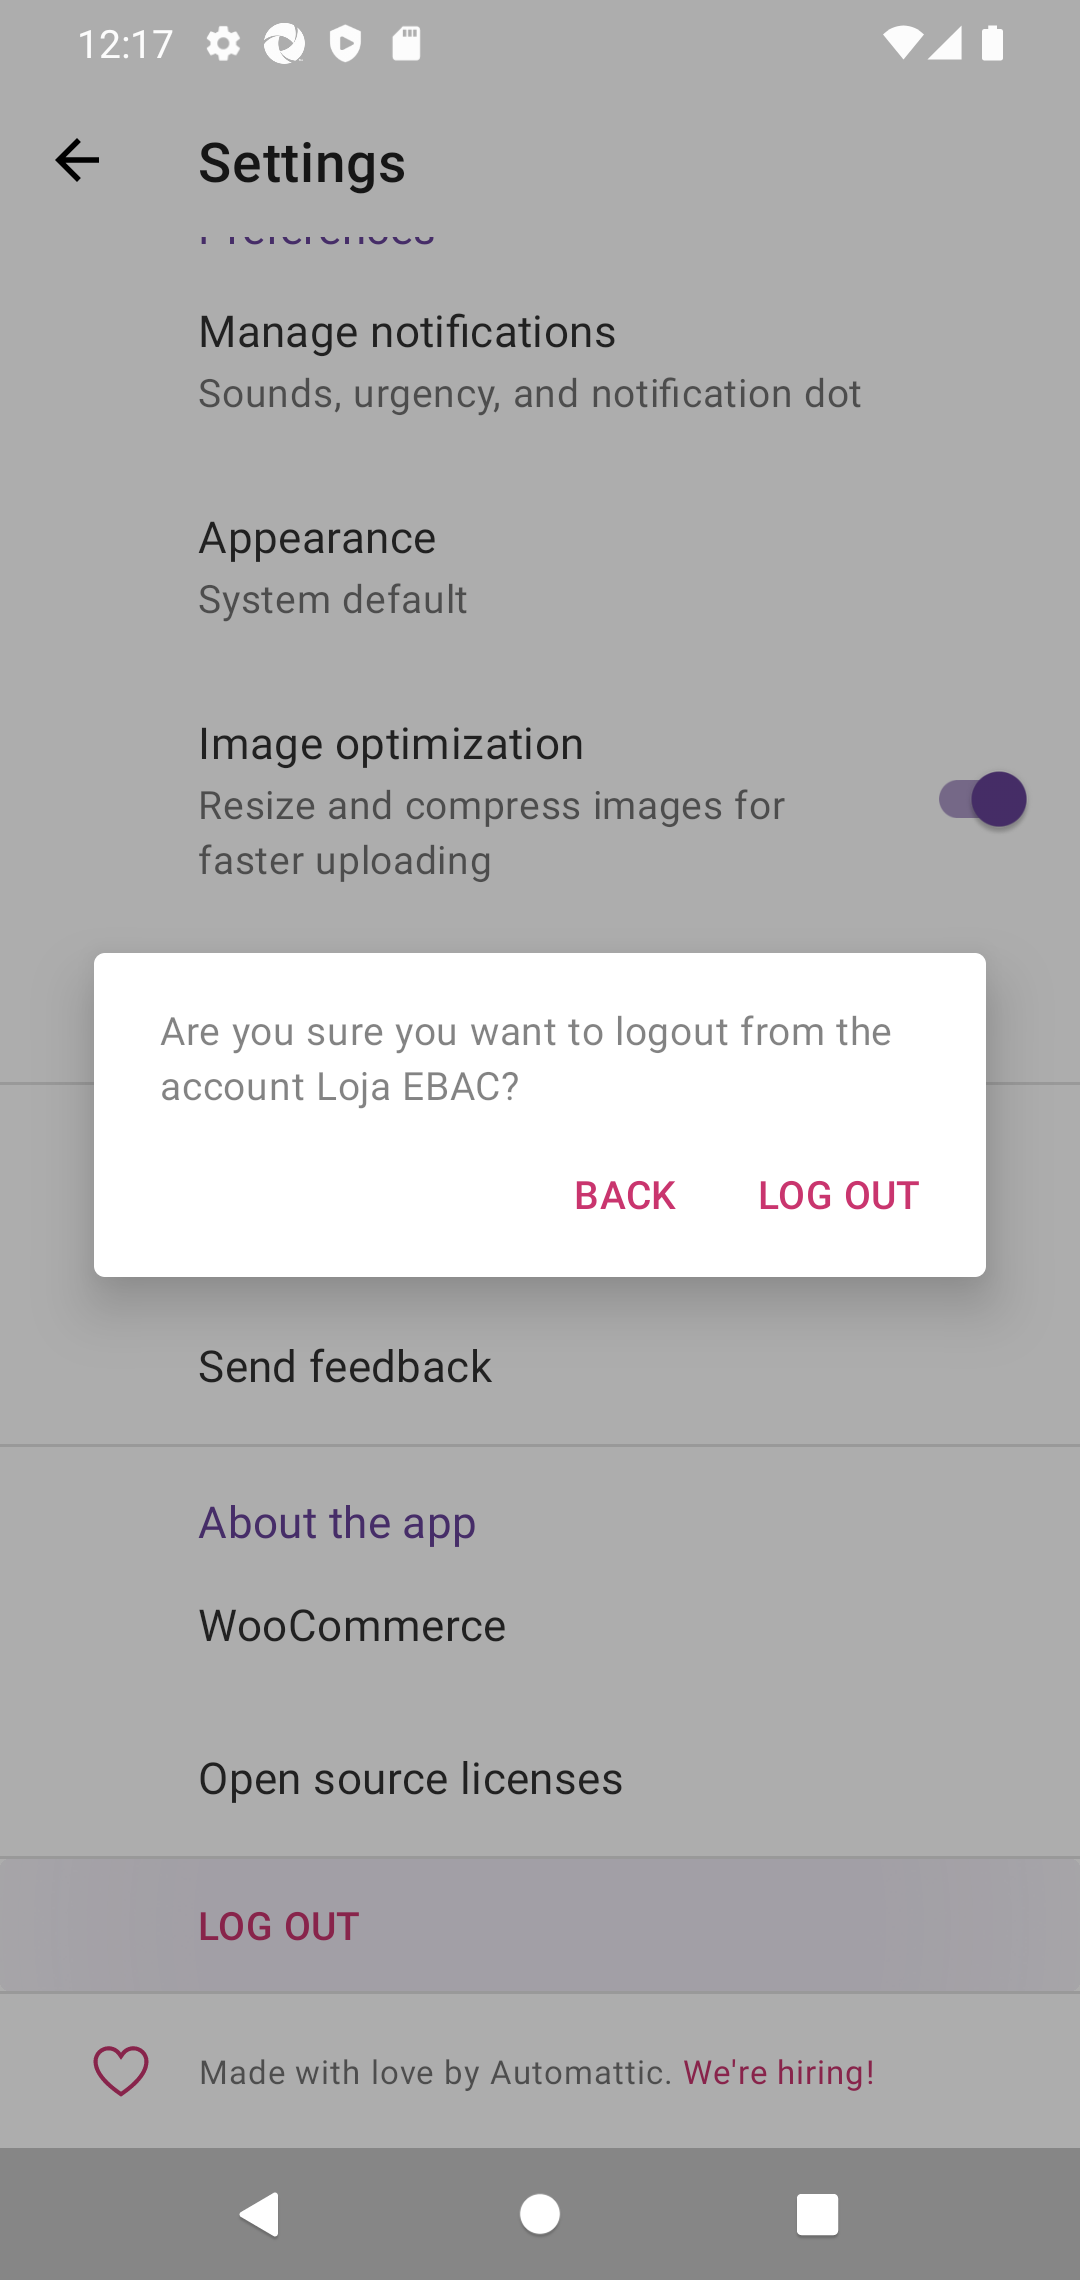 12:17
Settings
Preferences
Manage notifications
Sounds, urgency, and notification dot
Appearance
System default
Image optimization
Resize and compress images for
faster uploading
Are you sure you want to logout from the
account Loja EBAC?
BACK LOG OUT
Send feedback
About the app
WooCommerce
Open source licenses
LOG OUT
Made with love by Automattic. We're hiring!